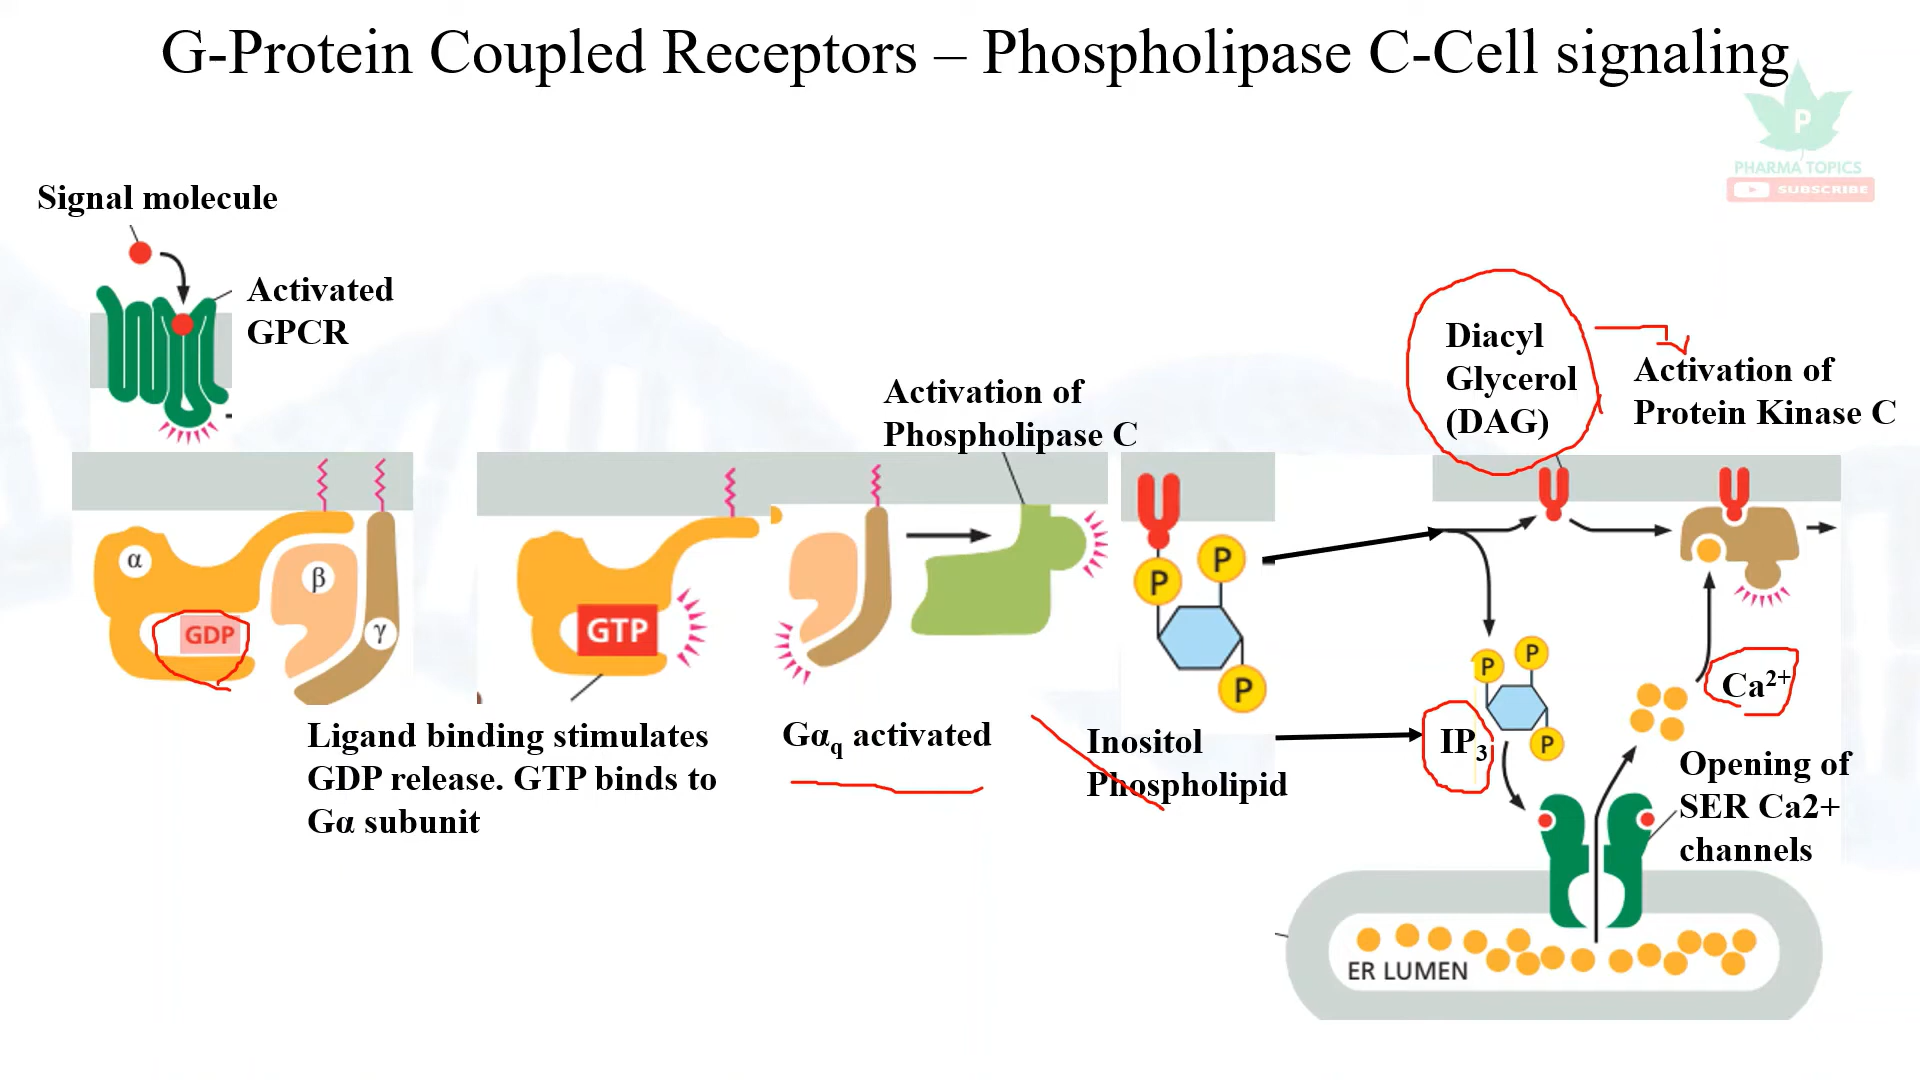 G-Protein Coupled Receptors – Phospholipase C-Cell signaling
P
PHARMA TOPICS
SUBSCRIBE
Signal molecule
Activated
GPCR
Activation of
Phospholipase C
Diacyl
Glycerol
(DAG)
Activation of
Protein Kinase C
α
β
γ
GDP
GTP
P
P
P
P
P
P
Ligand binding stimulates
GDP release. GTP binds to
Gα subunit
Gαq activated
Inositol
Phospholipid
IP3
Ca2+
Opening of
SER Ca2+
channels
ER LUMEN